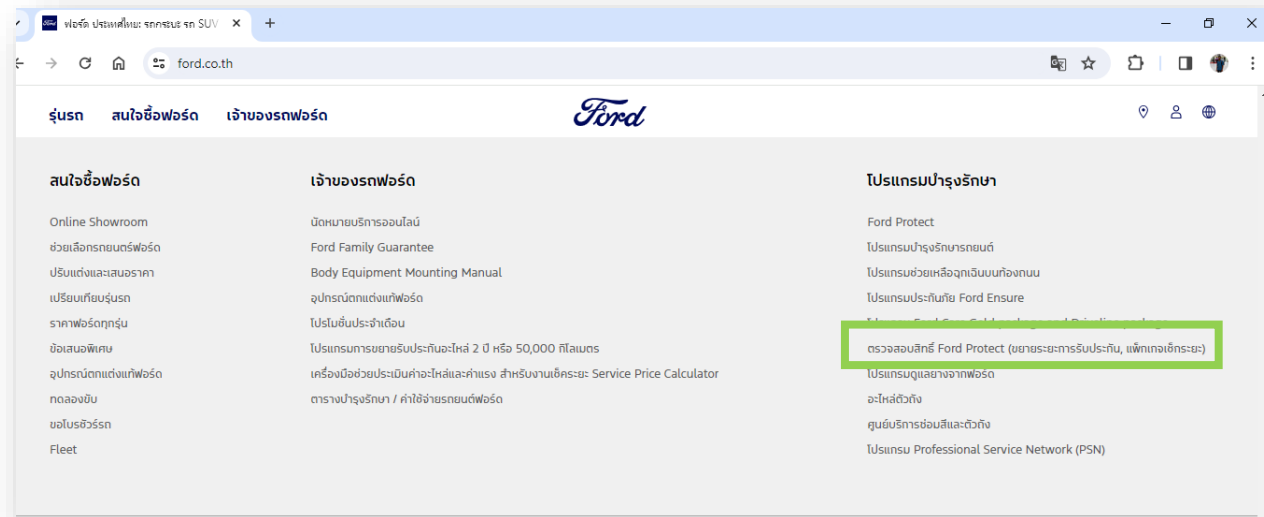 ฟอร์ด ประเทศไทย: รถกระบะ รถ SUV
ford.co.th
รุ่นรถ สนใจซื้อฟอร์ด เจ้าของรถฟอร์ด
Ford
สนใจซื้อฟอร์ด
Online Showroom
ช่วยเลือกรถยนตร์ฟอร์ด
ปรับแต่งและเสนอราคา
เปรียบเทียบรุ่นรถ
ราคาฟอร์ดทุกรุ่น
ข้อเสนอพิเศษ
อุปกรณ์ตกแต่งแท้ฟอร์ด
ทดลองขับ
ขอโบรชัวร์รถ
Fleet
เจ้าของรถฟอร์ด
นัดหมายบริการออนไลน์
Ford Family Guarantee
Body Equipment Mounting Manual
อุปกรณ์ตกแต่งแท้ฟอร์ด
โปรโมชั่นประจำเดือน
โปรแกรมการขยายรับประกันอะไหล่ 2 ปี หรือ 50,000 กิโลเมตร
เครื่องมือช่วยประเมินค่าอะไหล่และค่าแรง สำหรับงานเช็คระยะ Service Price Calculator
ตารางบำรุงรักษา / ค่าใช้จ่ายรถยนต์ฟอร์ด
โปรแกรมบำรุงรักษา
Ford Protect
โปรแกรมบำรุงรักษารถยนต์
โปรแกรมช่วยเหลือฉุกเฉินบนท้องถนน
โปรแกรมประกันภัย Ford Ensure
ตรวจสอบสิทธิ์ Ford Protect (ขยายระยะการรับประกัน, แพ็กเกจเช็กระยะ)
โปรแกรมดูแลยางจากฟอร์ด
อะไหล่ตัวถัง
ศูนย์บริการซ่อมสีและตัวถัง
โปรแกรม Professional Service Network (PSN)